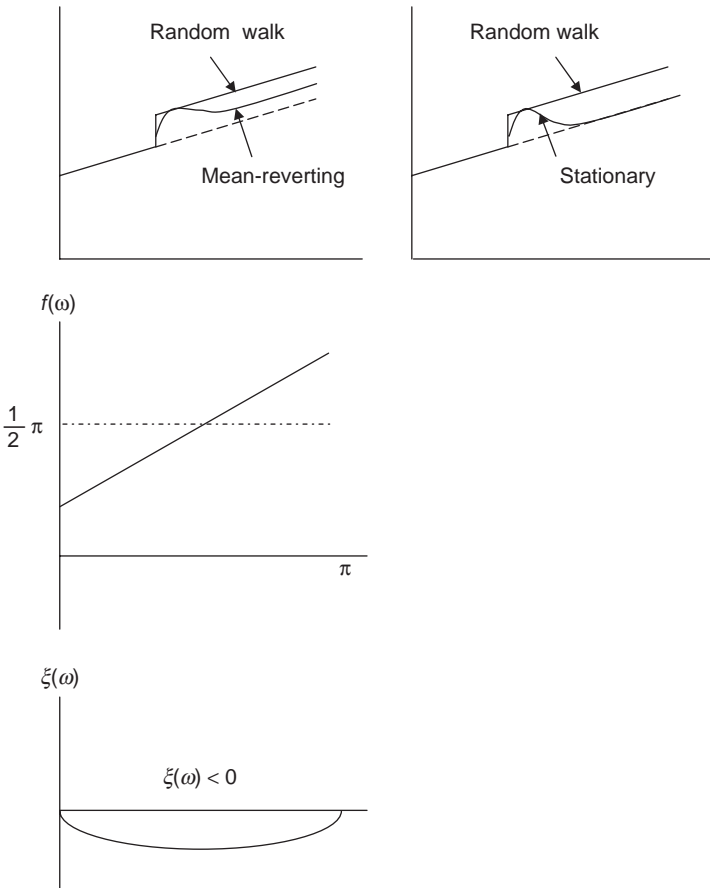 Random walk
Mean-reverting
Random walk
Stationary
f(ω)
1/2 π
π
ξ(ω)
ξ(ω) < 0